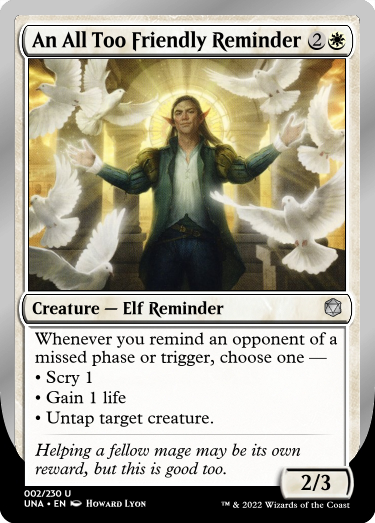 An All Too Friendly Reminder 2
Creature — Elf Reminder
Whenever you remind an opponent of a
missed phase or trigger, choose one —
• Scry 1
• Gain 1 life
• Untap target creature.
Helping a fellow mage may be its own
reward, but this is good too.
2/3
002/230 U
UNA • EN Howard Lyon
™ & 2022 Wizards of the Coast